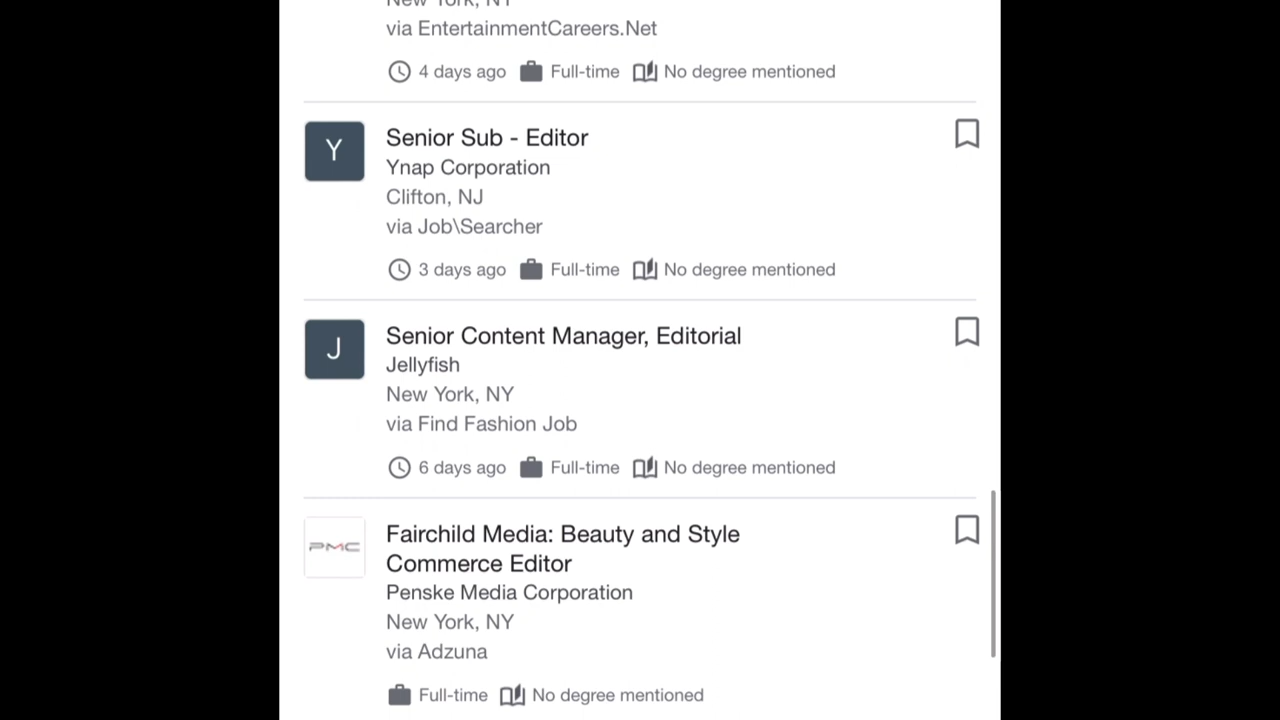 New York, NY
via EntertainmentCareers.Net
4 days ago Full-time No degree mentioned
Y
Senior Sub - Editor
Ynap Corporation
Clifton, NJ
via Job\Searcher
3 days ago Full-time No degree mentioned
J
Senior Content Manager, Editorial
Jellyfish
New York, NY
via Find Fashion Job
6 days ago Full-time No degree mentioned
PMC
Fairchild Media: Beauty and Style
Commerce Editor
Penske Media Corporation
New York, NY
via Adzuna
Full-time No degree mentioned